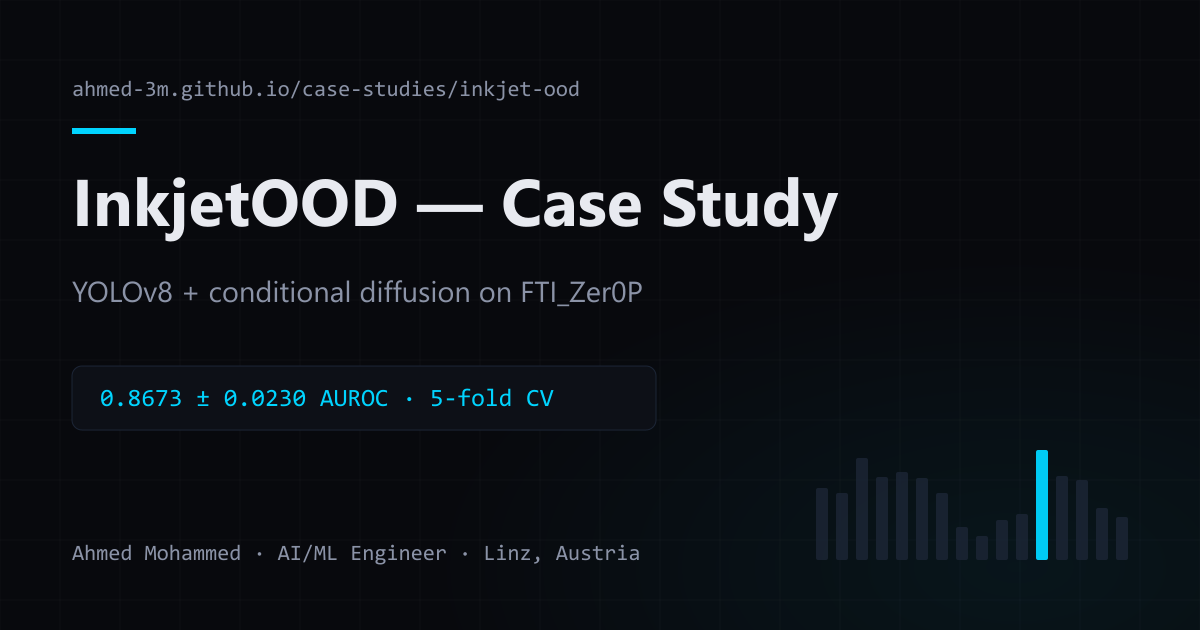 ahmed-3m.github.io/case-studies/inkjet-ood
InkjetOOD — Case Study
YOLOv8 + conditional diffusion on FTI_Zer0P
0.8673 ± 0.0230 AUROC · 5-fold CV
Ahmed Mohammed · AI/ML Engineer · Linz, Austria